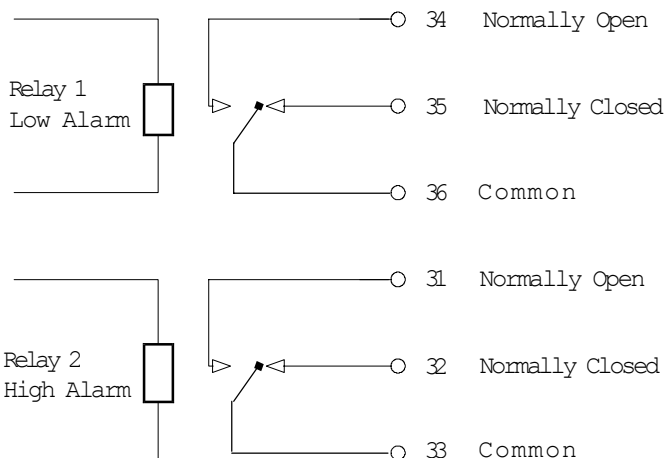 34 Normally Open
Relay 1
Low Alarm
35 Normally Closed
36 Common
31 Normally Open
Relay 2
High Alarm
32 Normally Closed
33 Common